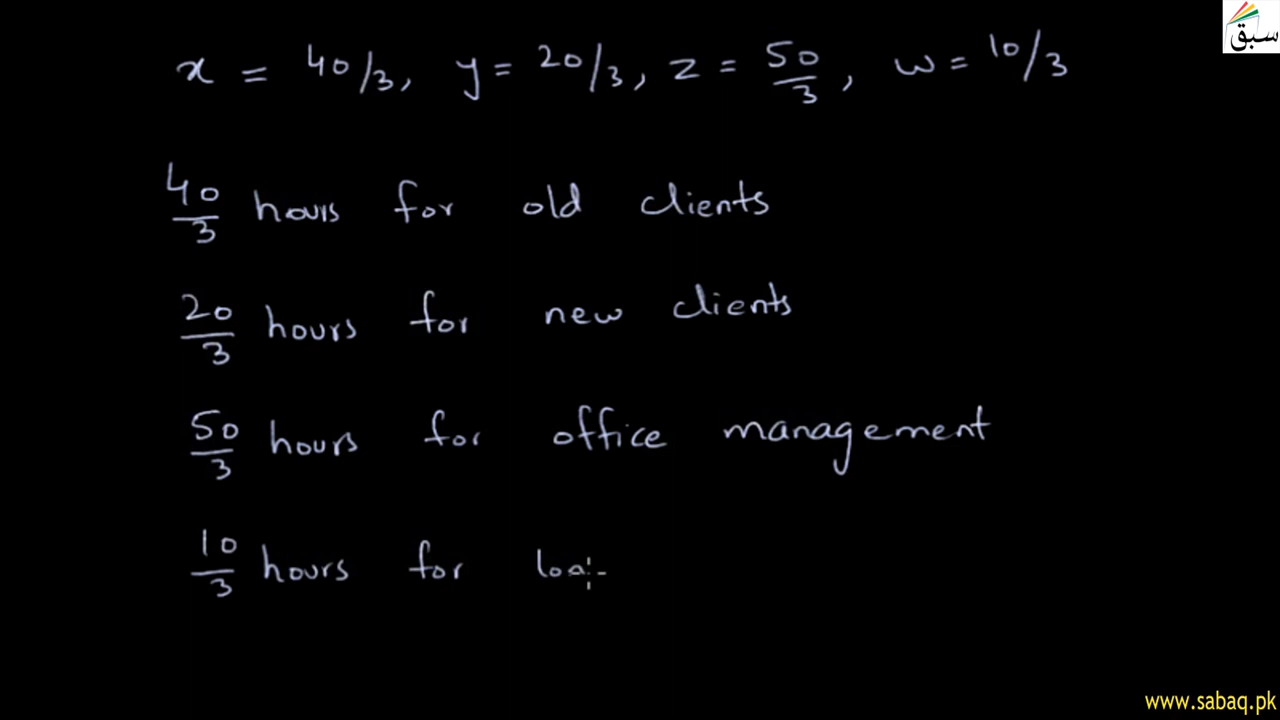 سبق
x = 40/3, y = 20/3, z = 50/3, w = 10/3
40/3 hours for old clients
20/3 hours for new clients
50/3 hours for office management
10/3 hours for loa
www.sabaq.pk